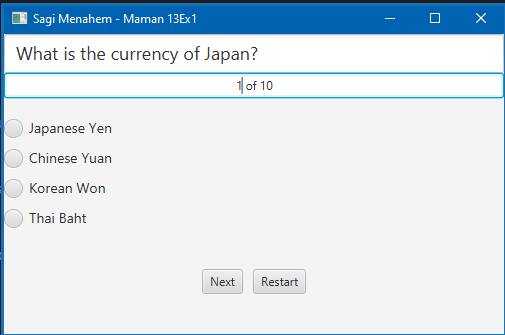 Sagi Menahem - Maman 13Ex1
What is the currency of Japan?
1 of 10
Japanese Yen
Chinese Yuan
Korean Won
Thai Baht
Next Restart